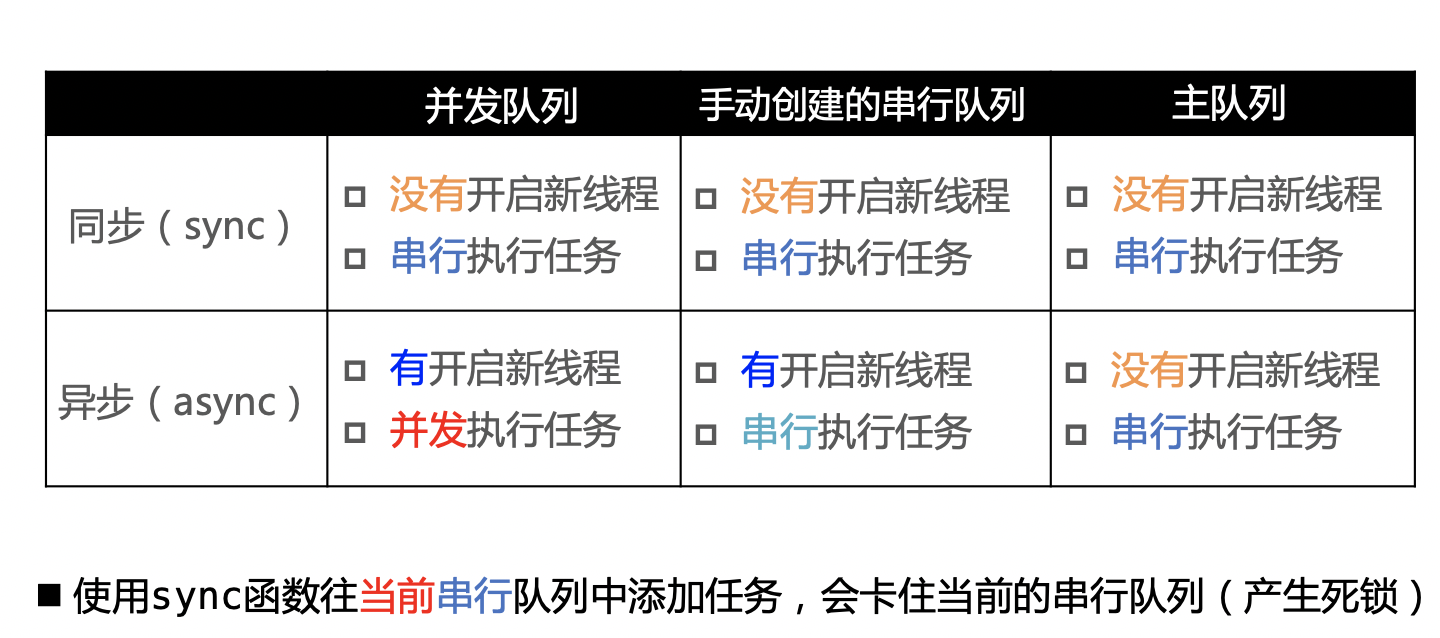 并发队列 手动创建的串行队列 主队列
同步（sync） 没有开启新线程 没有开启新线程 没有开启新线程
串行执行任务 串行执行任务 串行执行任务
异步（async） 有开启新线程 有开启新线程 没有开启新线程
并发执行任务 串行执行任务 串行执行任务
使用sync函数往当前串行队列中添加任务，会卡住当前的串行队列（产生死锁）